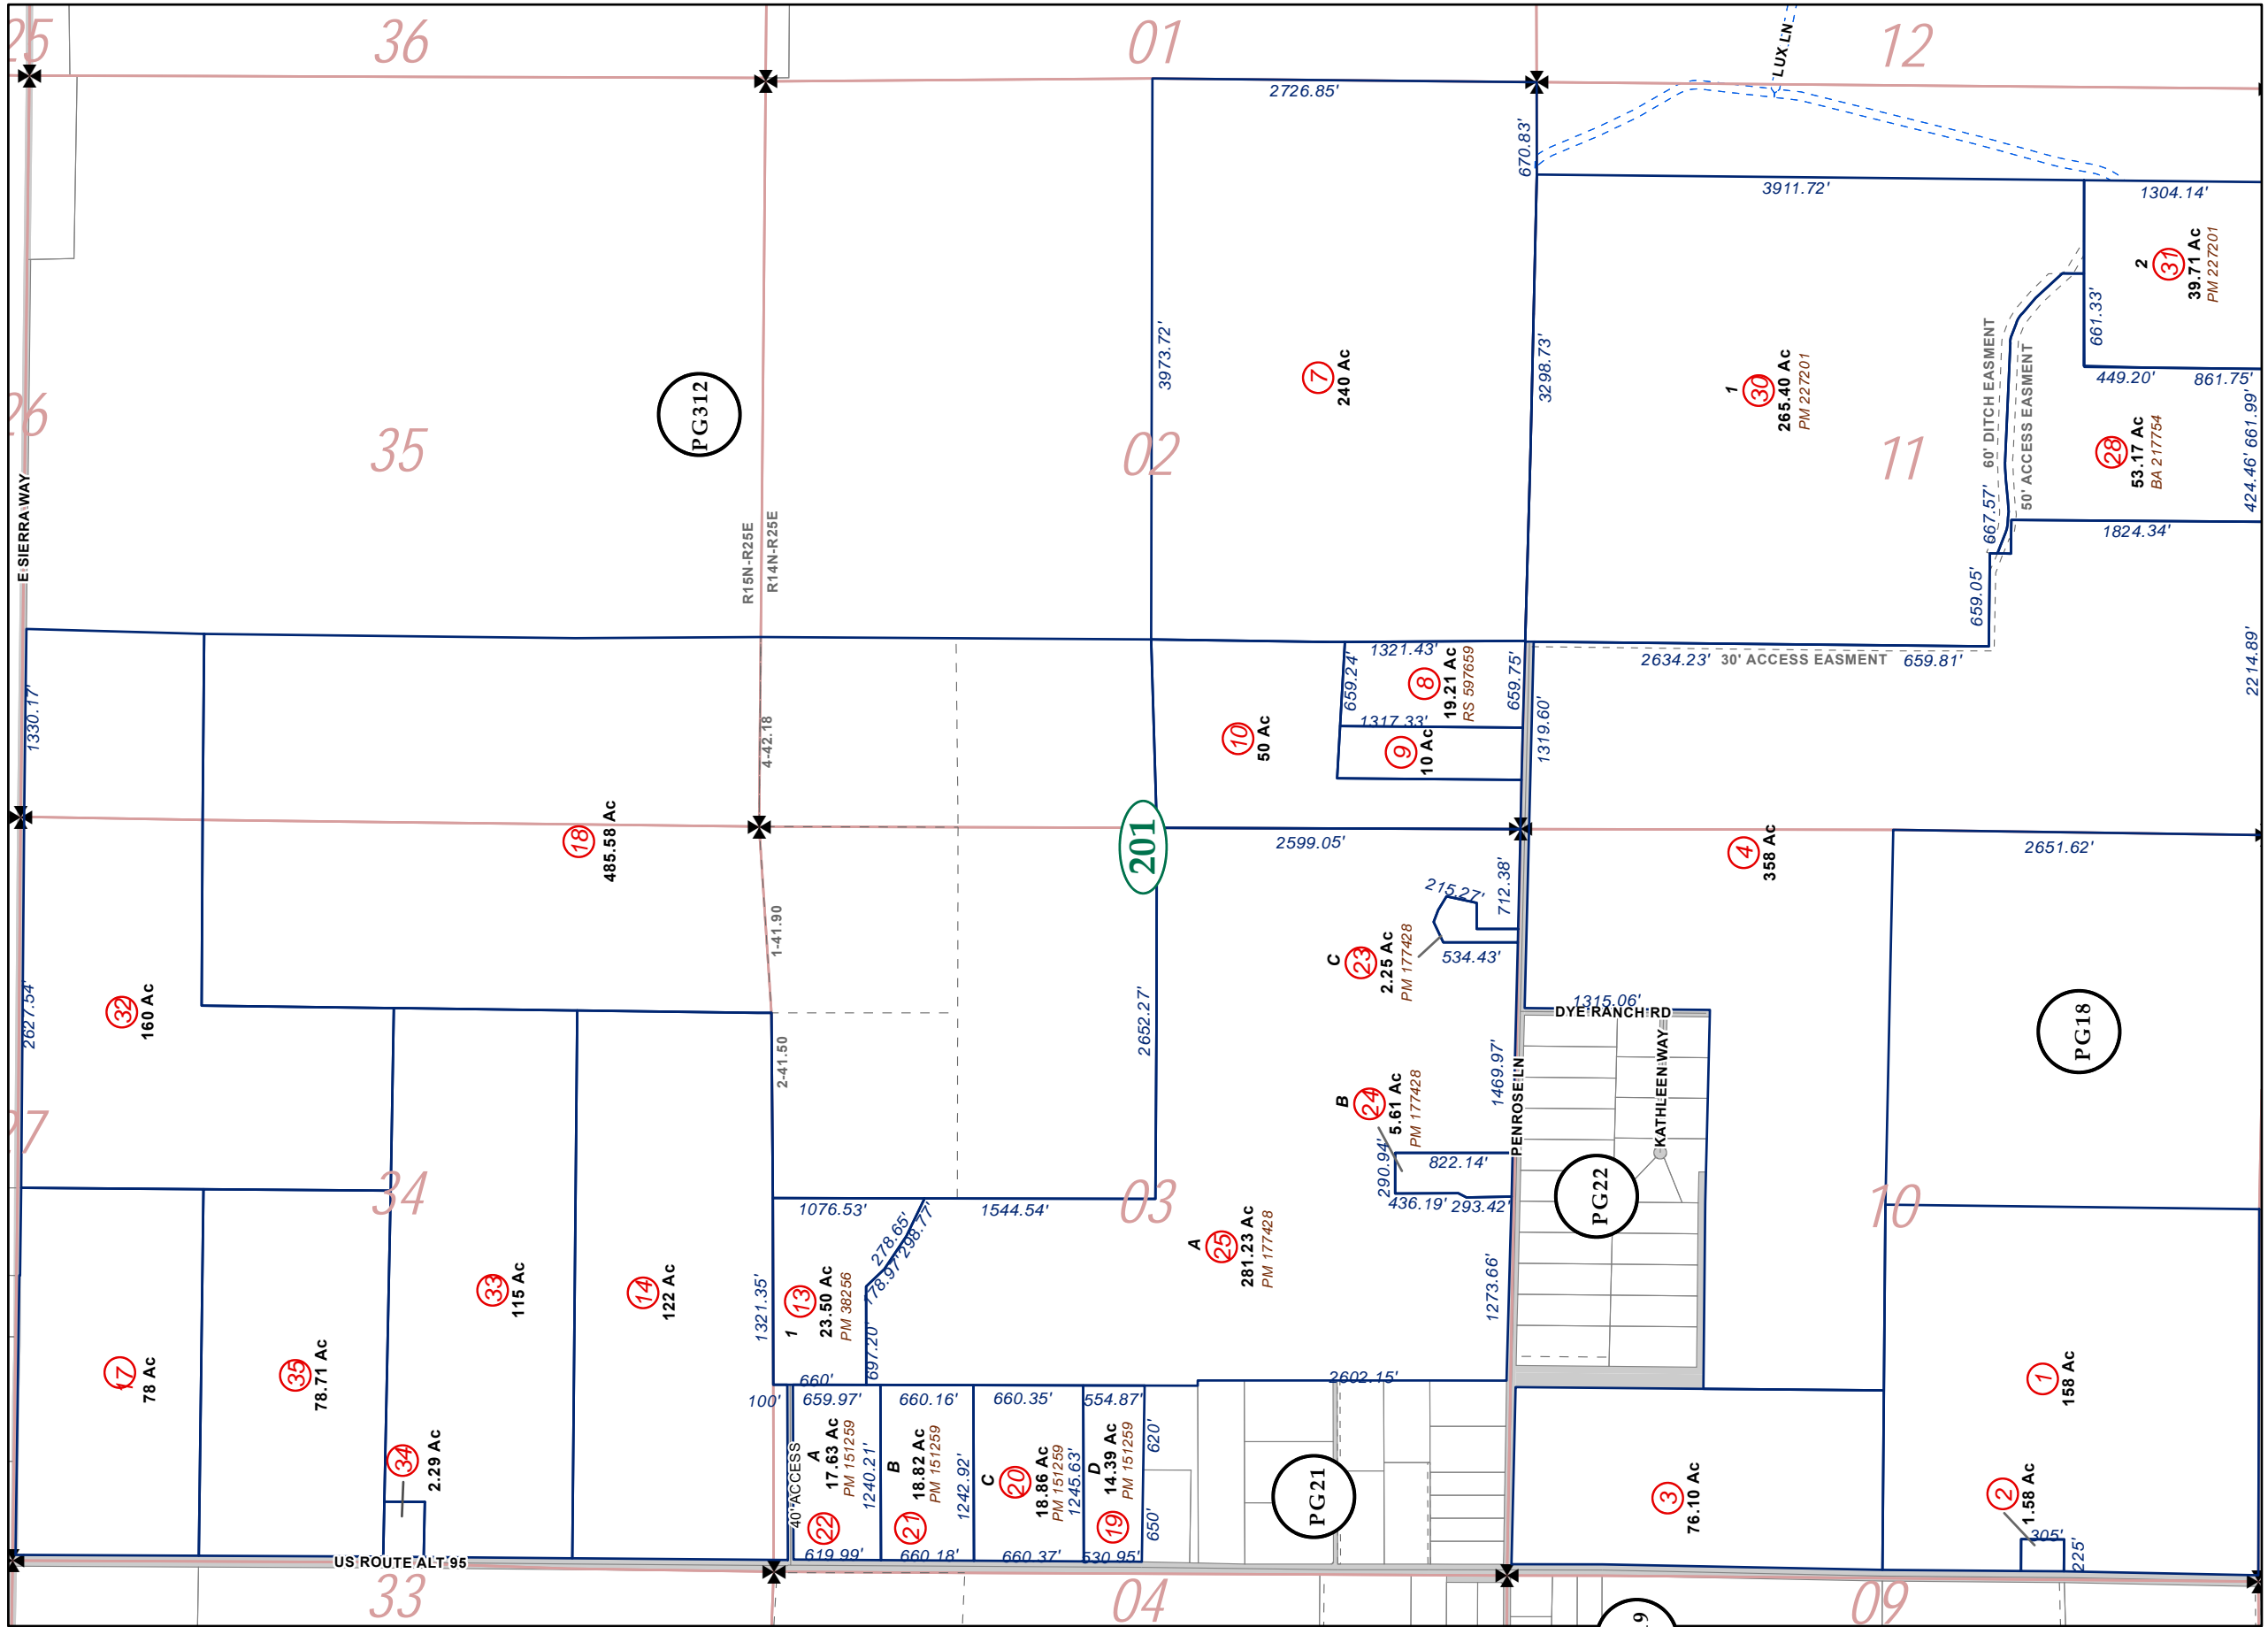 25
36
01
12
LUX LN
2726.85'
670.83'
3911.72'
1304.14'
2
31
39.71 Ac
PM 227201
661.33'
449.20'
861.75'
26
35
PG312
3973.72'
7
240 Ac
02
3298.73'
1
30
265.40 Ac
PM 227201
11
60' DITCH EASMENT
50' ACCESS EASMENT
28
53.17 Ac
BA 217754
424.46'
661.99'
667.57'
1824.34'
659.05'
E SIERRA WAY
R15N-R25E
R14N-R25E
1330.17'
4-42.18
10
50 Ac
659.24'
1321.43'
8
19.21 Ac
RS 597659
659.75'
1317.33'
9
10 Ac
1319.60'
2634.23'
30' ACCESS EASMENT
659.81'
2214.89'
18
485.58 Ac
201
2599.05'
4
358 Ac
2651.62'
1-41.90
215.27'
712.38'
C
23
2.25 Ac
PM 177428
534.43'
2627.54'
32
160 Ac
2-41.50
2652.27'
1315.06'
DYE RANCH RD
KATHLEEN WAY
PG18
B
24
5.61 Ac
PM 177428
1469.97'
PENROSE LN
290.94'
822.14'
436.19'
293.42'
27
34
03
PG22
10
1076.53'
1544.54'
278.65'
298.77'
178.97'
A
25
281.23 Ac
PM 177428
1273.66'
33
115 Ac
14
122 Ac
1321.35'
1
13
23.50 Ac
PM 38256
697.20'
17
78 Ac
35
78.71 Ac
34
2.29 Ac
660'
2602.15'
1
158 Ac
100'
659.97'
660.16'
660.35'
554.87'
40' ACCESS
A
22
17.63 Ac
PM 151259
1240.21'
B
21
18.82 Ac
PM 151259
1242.92'
C
20
18.86 Ac
PM 151259
1245.63'
D
19
14.39 Ac
PM 151259
620'
650'
PG21
3
76.10 Ac
2
1.58 Ac
305'
225'
619.99'
660.18'
660.37'
530.95'
US ROUTE ALT 95
33
04
09
9